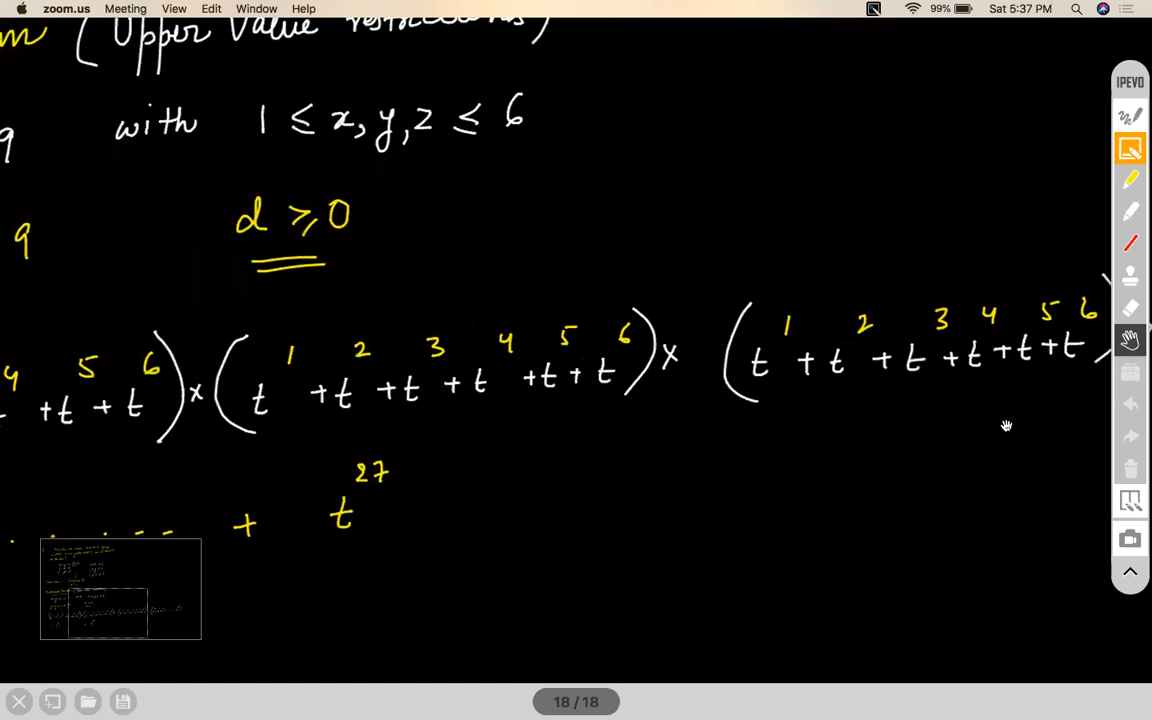 zoom.us Meeting View Edit Window Help 99% Sat 5:37 PM
m (Upper Value restrictions)
9 with 1 ≤ x, y, z ≤ 6
9 d ≥ 0
IPEVO
4 + t^5 + t^6) x (t^1 + t^2 + t^3 + t^4 + t^5 + t^6) x (t^1 + t^2 + t^3 + t^4 + t^5 + t^6)
. . . . - - + t^27
18 / 18